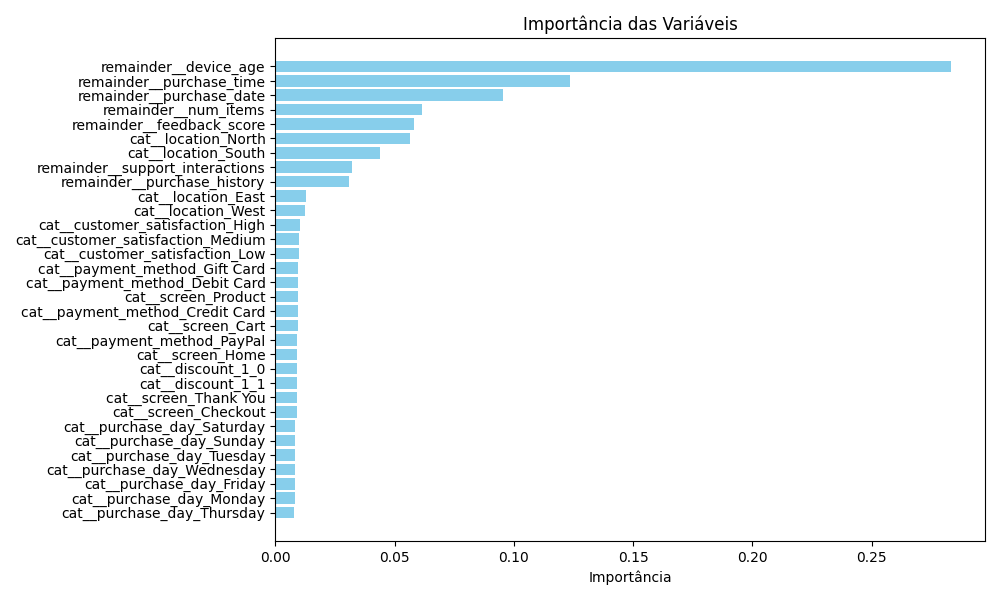 Importância das Variáveis
remainder__device_age
remainder__purchase_time
remainder__purchase_date
remainder__num_items
remainder__feedback_score
cat__location_North
cat__location_South
remainder__support_interactions
remainder__purchase_history
cat__location_East
cat__location_West
cat__customer_satisfaction_High
cat__customer_satisfaction_Medium
cat__customer_satisfaction_Low
cat__payment_method_Gift Card
cat__payment_method_Debit Card
cat__screen_Product
cat__payment_method_Credit Card
cat__screen_Cart
cat__payment_method_PayPal
cat__screen_Home
cat__discount_1_0
cat__discount_1_1
cat__screen_Thank You
cat__screen_Checkout
cat__purchase_day_Saturday
cat__purchase_day_Sunday
cat__purchase_day_Tuesday
cat__purchase_day_Wednesday
cat__purchase_day_Friday
cat__purchase_day_Monday
cat__purchase_day_Thursday
0.00 0.05 0.10 0.15 0.20 0.25
Importância